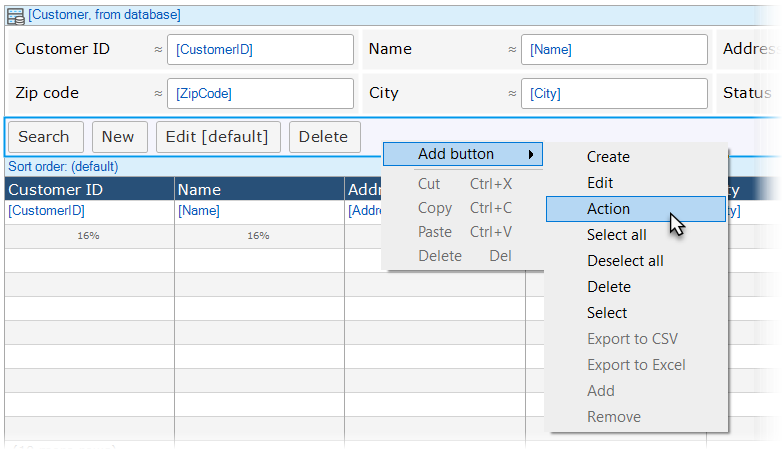 [Customer, from database]
Customer ID ≈ [CustomerID] Name ≈ [Name] Addres
Zip code ≈ [ZipCode] City ≈ [City] Status
Search New Edit [default] Delete
Sort order: (default)
Customer ID Name Addr ty
[CustomerID] [Name] [Addre ty]
16% 16%
Add button
Cut Ctrl+X
Copy Ctrl+C
Paste Ctrl+V
Delete Del
Create
Edit
Action
Select all
Deselect all
Delete
Select
Export to CSV
Export to Excel
Add
Remove